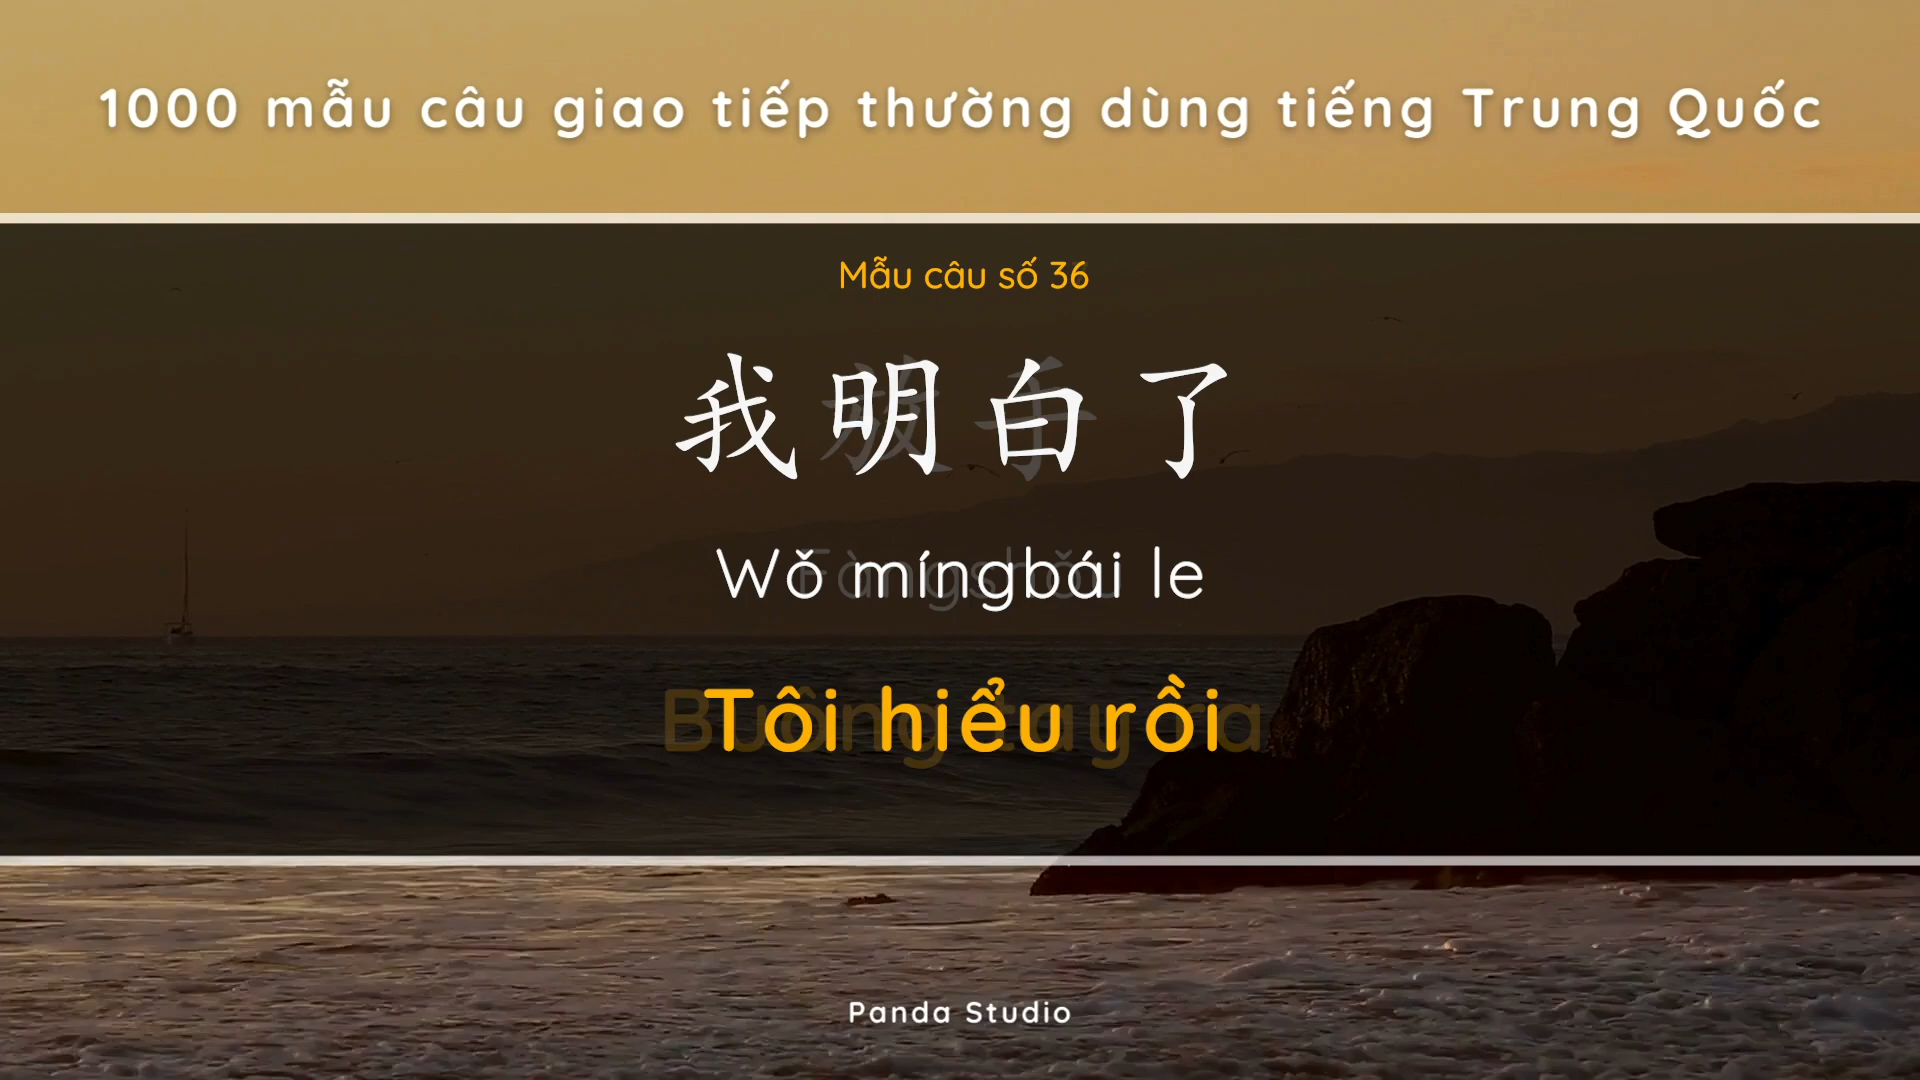 1000 mẫu câu giao tiếp thường dùng tiếng Trung Quốc
Mẫu câu số 36
我明白了
Wǒ míngbái le
Tôi hiểu rồi
Panda Studio